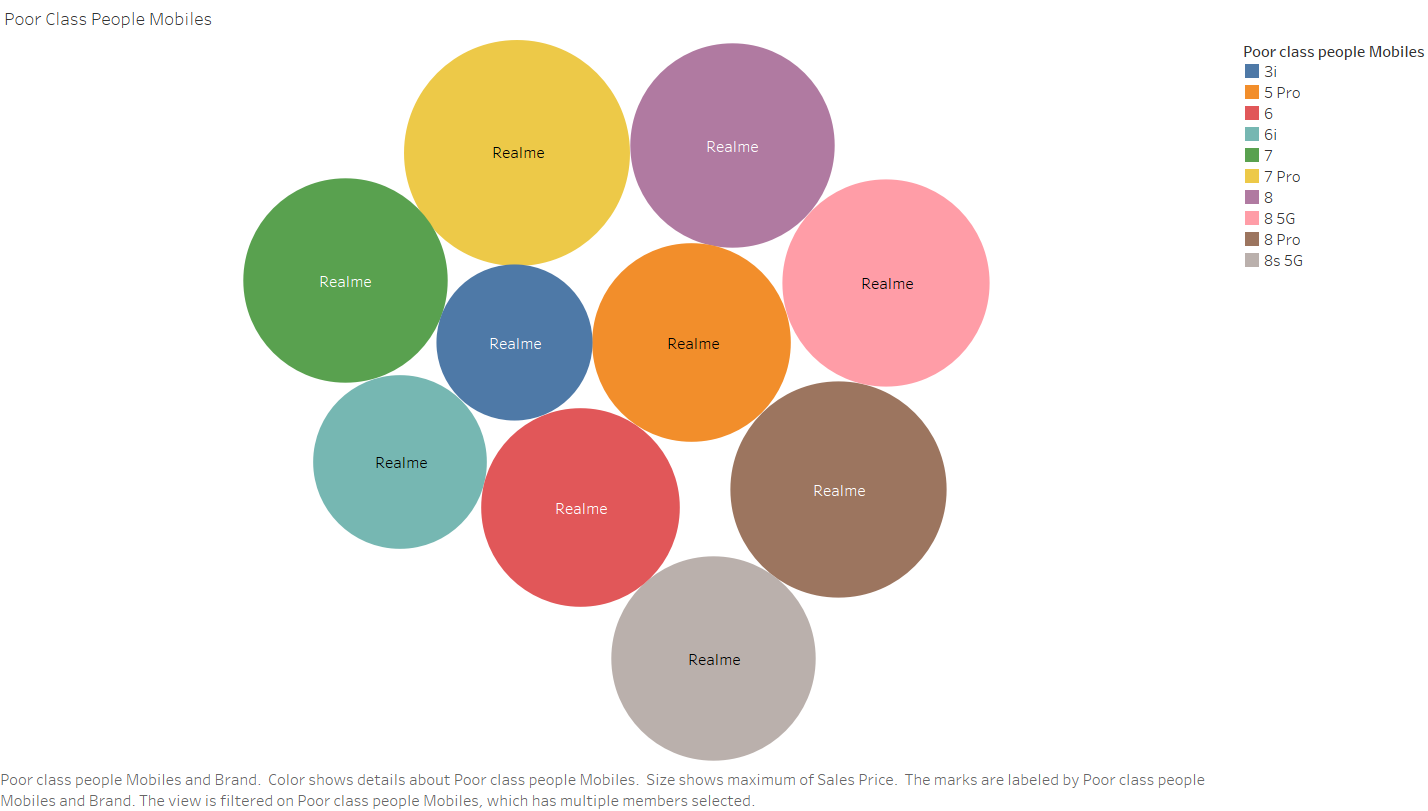 Poor Class People Mobiles
Poor class people Mobiles
3i
5 Pro
6
6i
7
7 Pro
8
8 5G
8 Pro
8s 5G
Realme
Realme
Realme
Realme
Realme
Realme
Realme
Realme
Realme
Realme
Poor class people Mobiles and Brand. Color shows details about Poor class people Mobiles. Size shows maximum of Sales Price. The marks are labeled by Poor class people
Mobiles and Brand. The view is filtered on Poor class people Mobiles, which has multiple members selected.